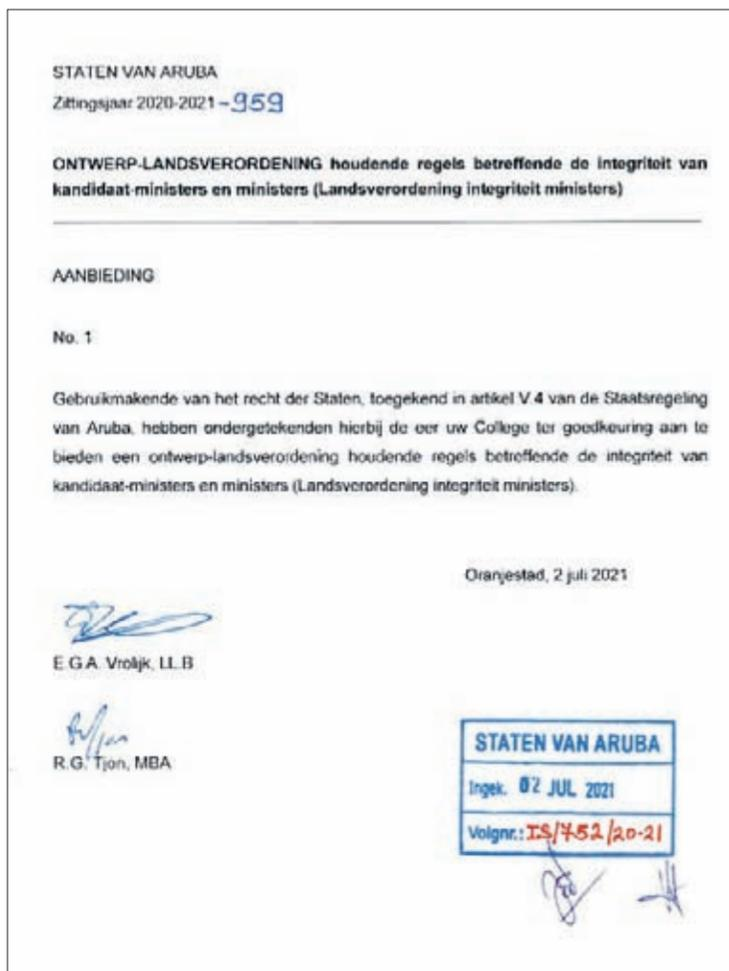 STATEN VAN ARUBA
Zittingsjaar 2020-2021 -959
ONTWERP-LANDSVERORDENING houdende regels betreffende de integriteit van
kandidaat-ministers en ministers (Landsverordening integriteit ministers)
AANBIEDING
No. 1
Gebruikmakende van het recht der Staten, toegekend in artikel V.4 van de Staatsregeling
van Aruba, hebben ondergetekenden hierbij de eer uw College ter goedkeuring aan te
bieden een ontwerp-landsverordening houdende regels betreffende de integriteit van
kandidaat-ministers en ministers (Landsverordening integriteit ministers).
Oranjestad, 2 juli 2021
E.G.A. Vrolijk, LL.B
R.G. Tjon, MBA
STATEN VAN ARUBA
Ingek. 02 JUL 2021
Volgnr.: IS/752/20-21